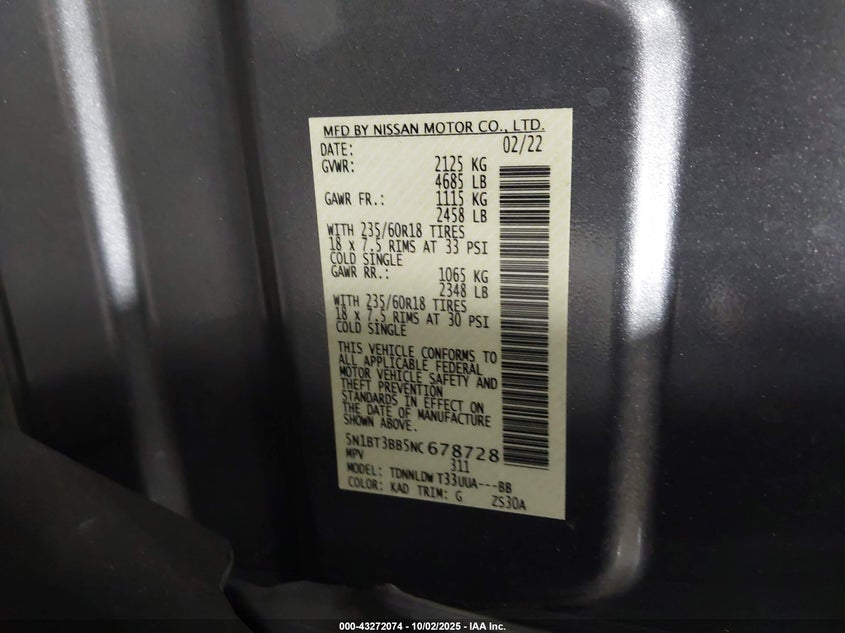 MFD BY NISSAN MOTOR CO., LTD.
DATE: 02/22
GVWR: 2125 KG
4685 LB
GAWR FR.: 1115 KG
2458 LB
WITH 235/60R18 TIRES
18 x 7.5 RIMS AT 33 PSI
COLD SINGLE
GAWR RR.: 1065 KG
2348 LB
WITH 235/60R18 TIRES
18 x 7.5 RIMS AT 30 PSI
COLD SINGLE
THIS VEHICLE CONFORMS TO
ALL APPLICABLE FEDERAL
MOTOR VEHICLE SAFETY AND
THEFT PREVENTION
STANDARDS IN EFFECT ON
THE DATE OF MANUFACTURE
SHOWN ABOVE.
5N1BT3BB5NC678728
MPV 311
MODEL: TDNNLDW T33UUA---BB
COLOR: KAD TRIM: G ZS30A
000-43272074 - 10/02/2025 - IAA Inc.